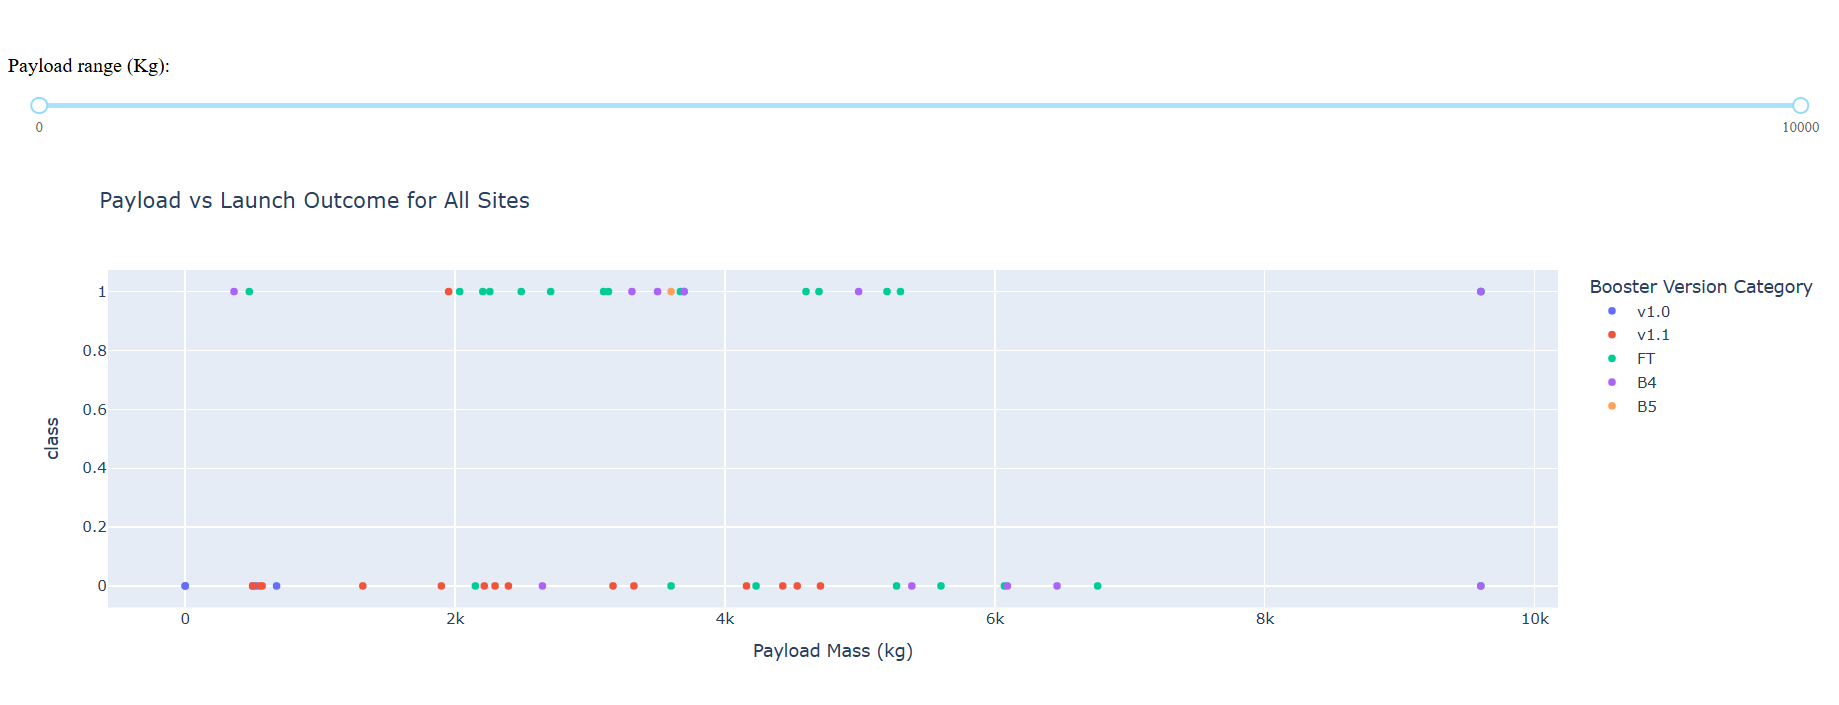 Payload range (Kg):
0 10000
Payload vs Launch Outcome for All Sites
Booster Version Category
v1.0
v1.1
FT
B4
B5
class
1
0.8
0.6
0.4
0.2
0
0 2k 4k 6k 8k 10k
Payload Mass (kg)